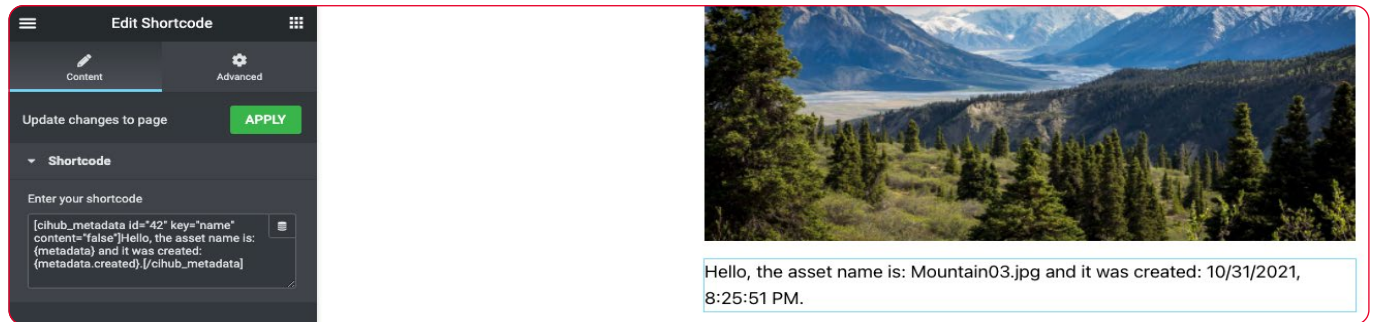 Edit Shortcode
Content
Advanced
Update changes to page
APPLY
Shortcode
Enter your shortcode
[cihub_metadata id="42" key="name"
content="false"]Hello, the asset name is:
{metadata} and it was created:
{metadata.created}.[/cihub_metadata]
Hello, the asset name is: Mountain03.jpg and it was created: 10/31/2021,
8:25:51 PM.